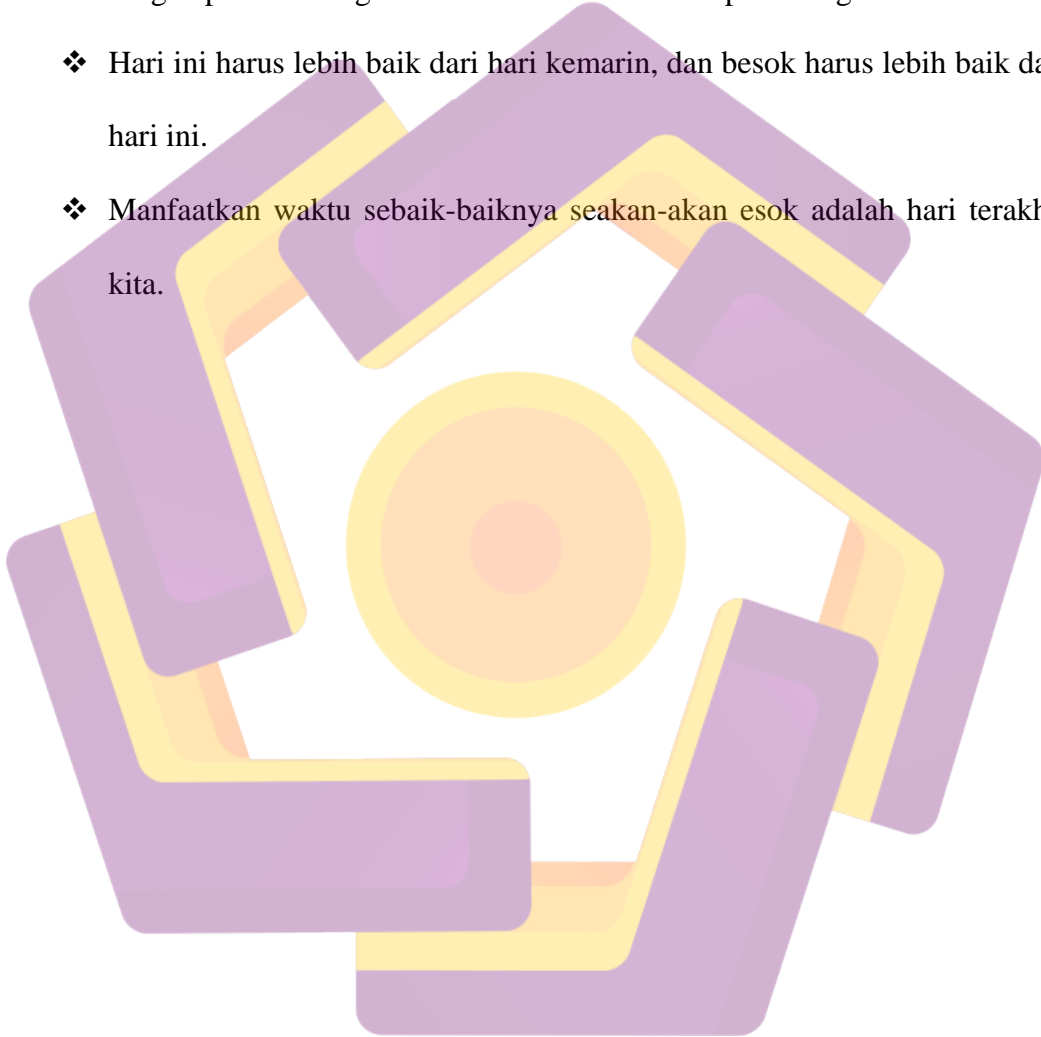 ❖ Hari ini harus lebih baik dari hari kemarin, dan besok harus lebih baik da
hari ini.
❖ Manfaatkan waktu sebaik-baiknya seakan-akan esok adalah hari terakh
kita.